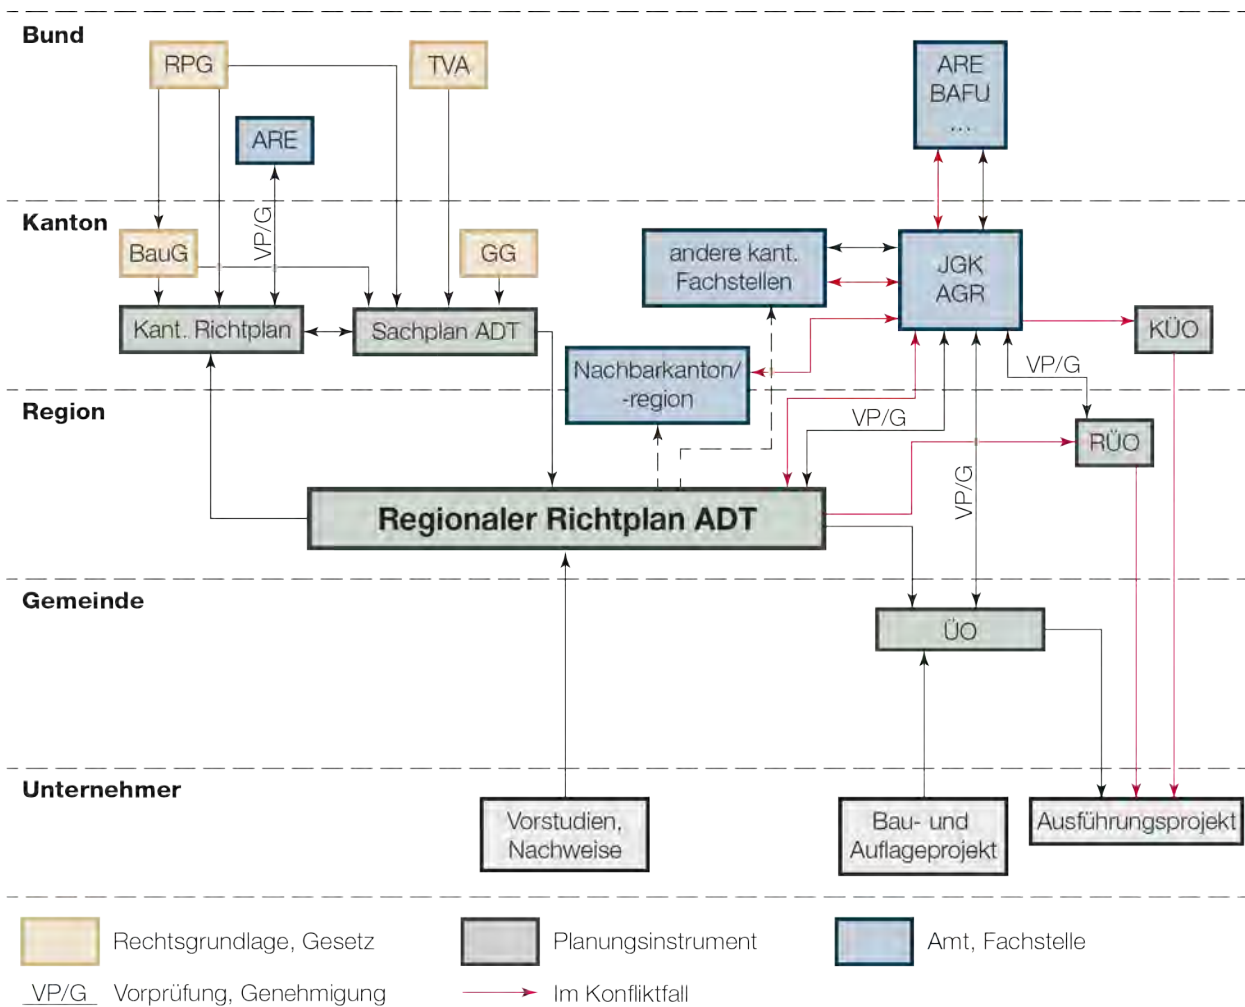 Bund
RPG
TVA
ARE
BAFU
...
ARE
VP/G
Kanton
BauG
GG
andere kant.
Fachstellen
JGK
AGR
Kant. Richtplan
Sachplan ADT
KÜO
Nachbarkanton/
-region
VP/G
Region
VP/G
RÜO
VP/G
Regionaler Richtplan ADT
Gemeinde
ÜO
Unternehmer
Vorstudien,
Nachweise
Bau- und
Auflageprojekt
Ausführungsprojekt
Rechtsgrundlage, Gesetz
Planungsinstrument
Amt, Fachstelle
VP/G Vorprüfung, Genehmigung
Im Konfliktfall